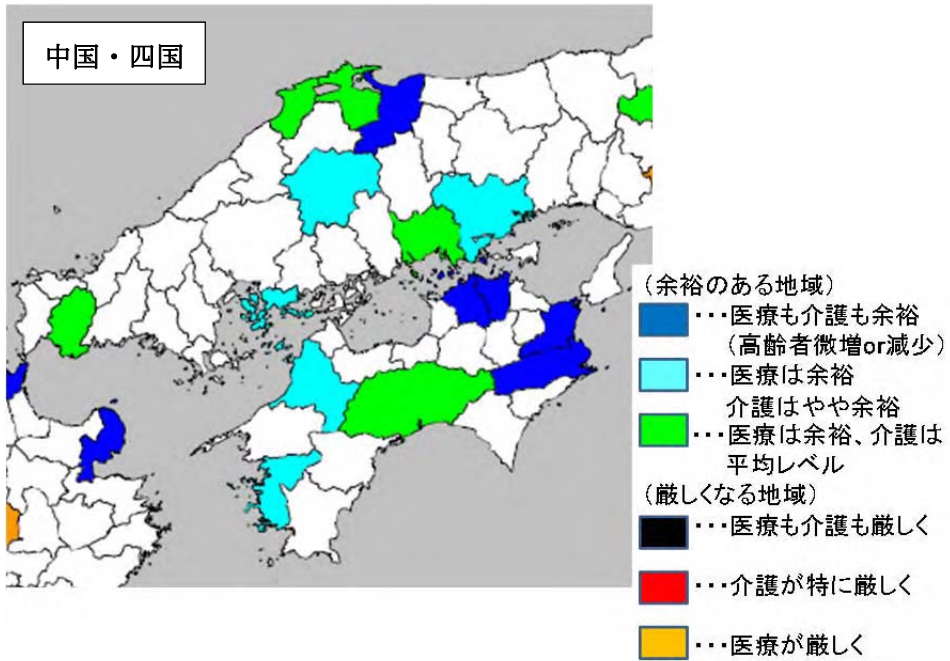 中国・四国
（余裕のある地域）
・・・医療も介護も余裕
（高齢者微増or減少）
・・・医療は余裕
介護はやや余裕
・・・医療は余裕、介護は
平均レベル
（厳しくなる地域）
・・・医療も介護も厳しく
・・・介護が特に厳しく
・・・医療が厳しく